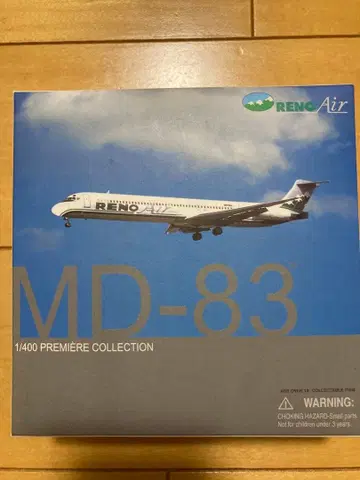 RENO Air
RENO Air
MD-83
1/400 PREMIÈRE COLLECTION
WARNING:
CHOKING HAZARD-Small parts
Not for children under 3 years.